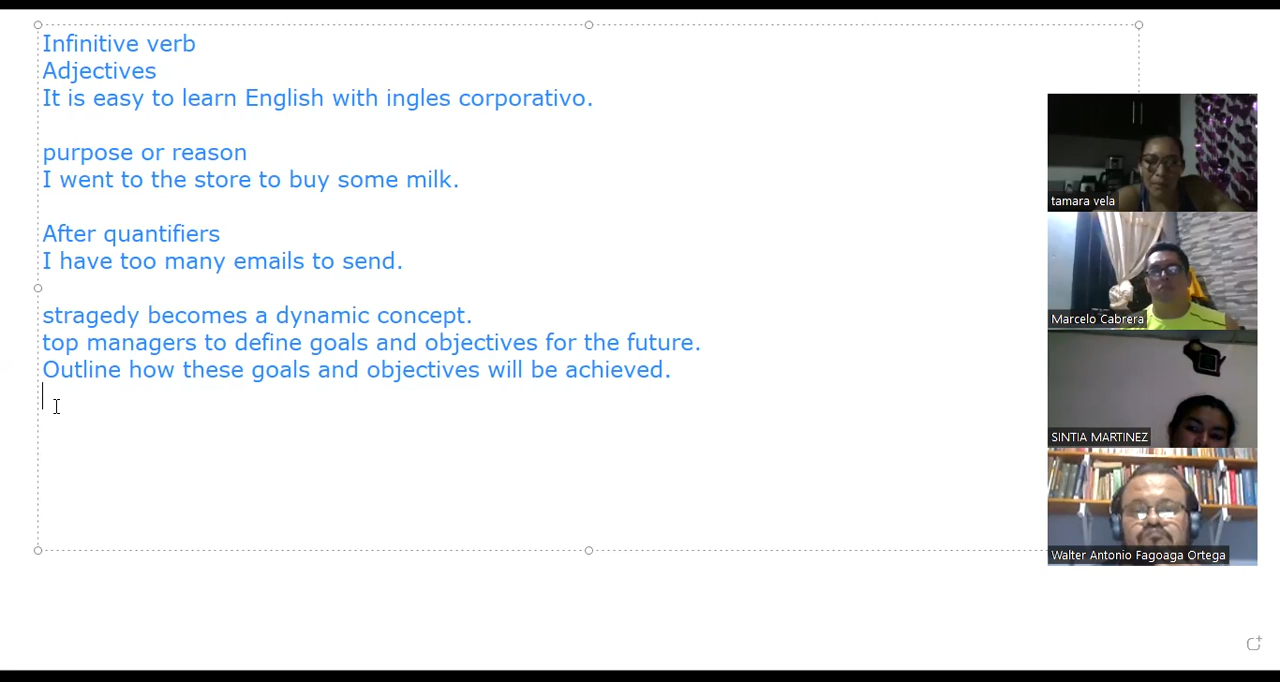 Infinitive verb
Adjectives
It is easy to learn English with ingles corporativo.
purpose or reason
I went to the store to buy some milk.
After quantifiers
I have too many emails to send.
stragedy becomes a dynamic concept.
top managers to define goals and objectives for the future.
Outline how these goals and objectives will be achieved.
tamara vela
Marcelo Cabrera
SINTIA MARTINEZ
Walter Antonio Fagoaga Ortega